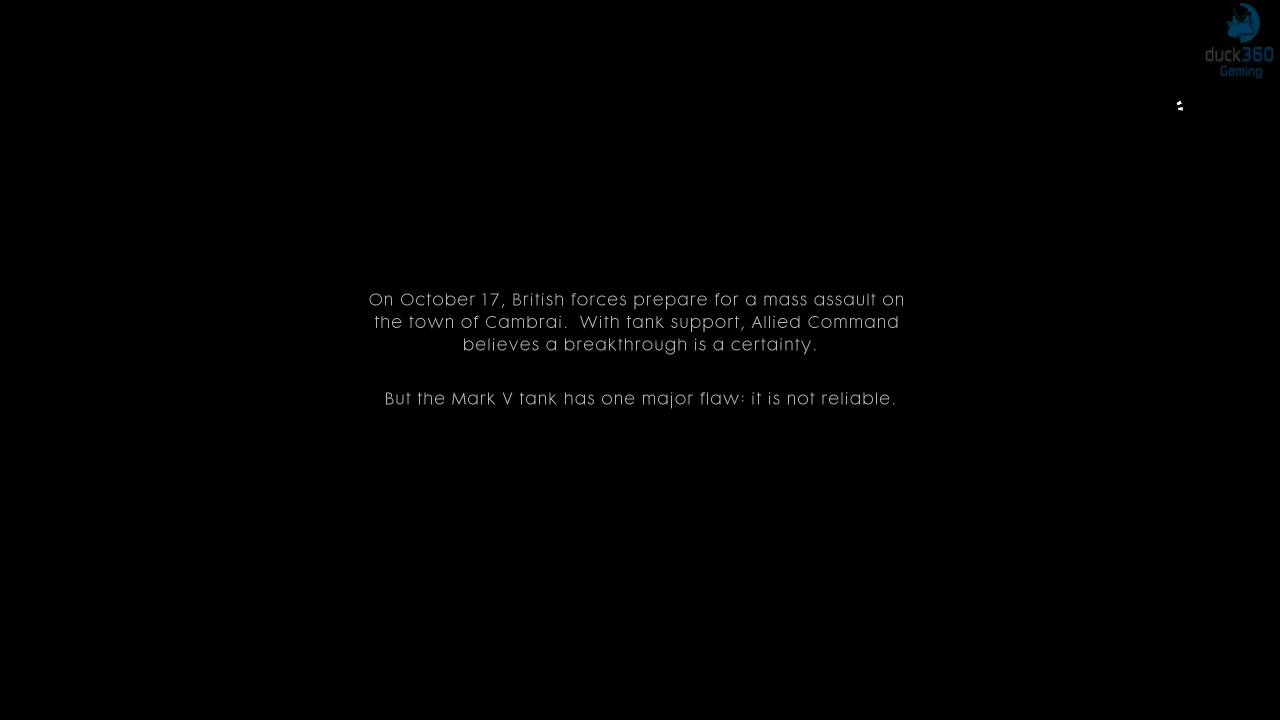 duck360
Gaming
On October 17, British forces prepare for a mass assault on
the town of Cambrai.  With tank support, Allied Command
believes a breakthrough is a certainty.
But the Mark V tank has one major flaw: it is not reliable.